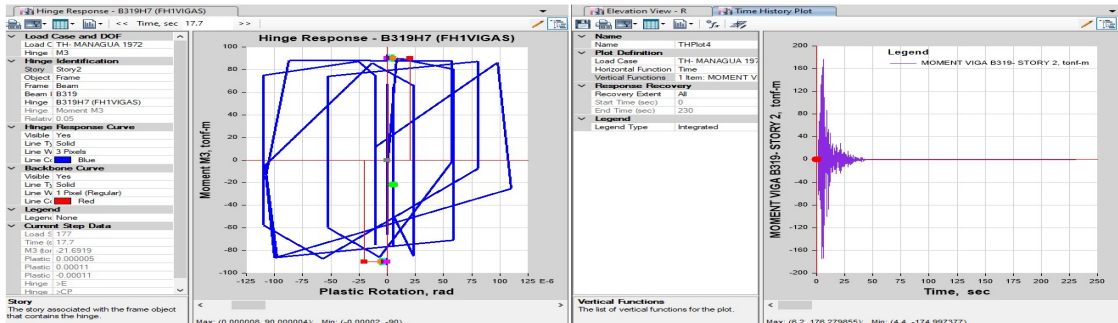 Hinge Response - B319H7 (FH1VIGAS)
<< Time, sec 17.7 >>
Load Case and DOF
Load C TH- MANAGUA 1972
Hinge M3
Hinge Identification
Story Story2
Object Frame
Frame Beam
Beam B319
Hinge B319H7 (FH1VIGAS)
Hinge Moment M3
Relativ 0.05
Hinge Response Curve
Visible Yes
Line Ty Solid
Line W 3 Pixels
Line Cc Blue
Backbone Curve
Visible Yes
Line Ty Solid
Line W 1 Pixel (Regular)
Line Cc Red
Legend
Legenc None
Current Step Data
Load S 177
Time (s 17.7
M3 (tor -21.6919
Plastic 0.000005
Plastic 0.00011
Plastic -0.00011
Hinge >E
Hinge >CP
Story
The story associated with the frame object
that contains the hinge.
Hinge Response - B319H7 (FH1VIGAS)
Moment M3, tonf-m
100
80
60
40
20
0
-20
-40
-60
-80
-100
-125 -100 -75 -50 -25 0 25 50 75 100 125 E-6
Plastic Rotation, rad
Max: (0.000008, 90.000004); Min: (-0.00002, -90)
Elevation View - R
Time History Plot
Name
Name THPlot4
Plot Definition
Load Case TH- MANAGUA 197
Horizontal Function Time
Vertical Functions 1 Item: MOMENT V
Response Recovery
Recovery Extent All
Start Time (sec) 0
End Time (sec) 230
Legend
Legend Type Integrated
Vertical Functions
The list of vertical functions for the plot.
Legend
MOMENT VIGA B319- STORY 2, tonf-m
MOMENT VIGA B319- STORY 2, tonf-m
200
160
120
80
40
0
-40
-80
-120
-160
-200
0 25 50 75 100 125 150 175 200 225 250
Time, sec
Max: (6.2, 176.279855); Min: (4.4, -174.997377)